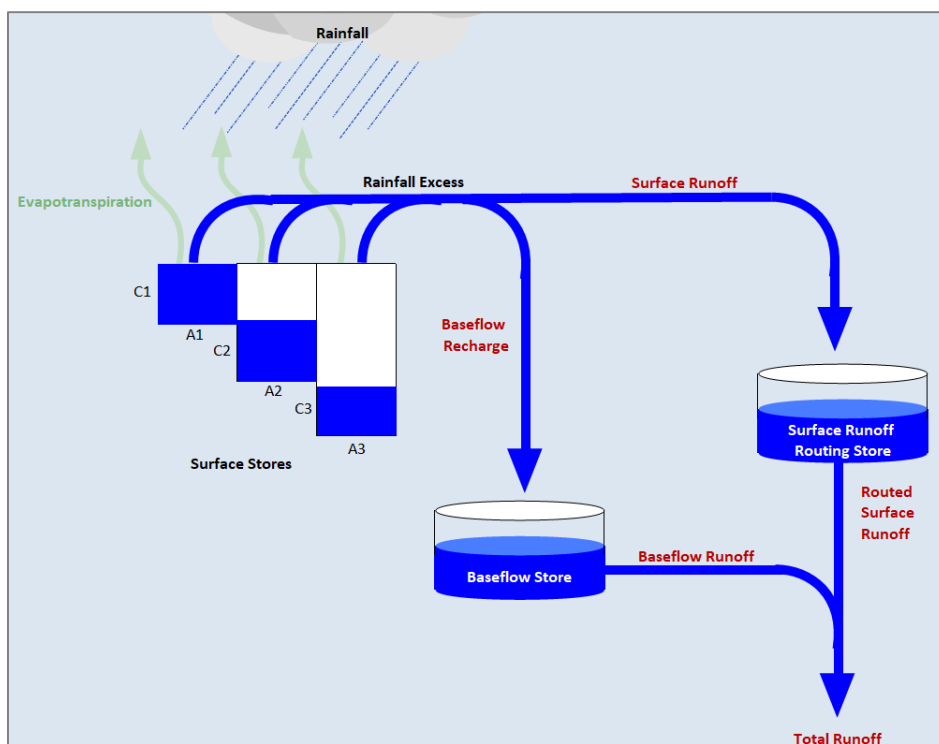 Rainfall
Rainfall Excess
Surface Runoff
Evapotranspiration
C1
A1
C2
A2
C3
A3
Surface Stores
Baseflow
Recharge
Surface Runoff
Routing Store
Routed
Surface
Runoff
Baseflow Runoff
Baseflow Store
Total Runoff